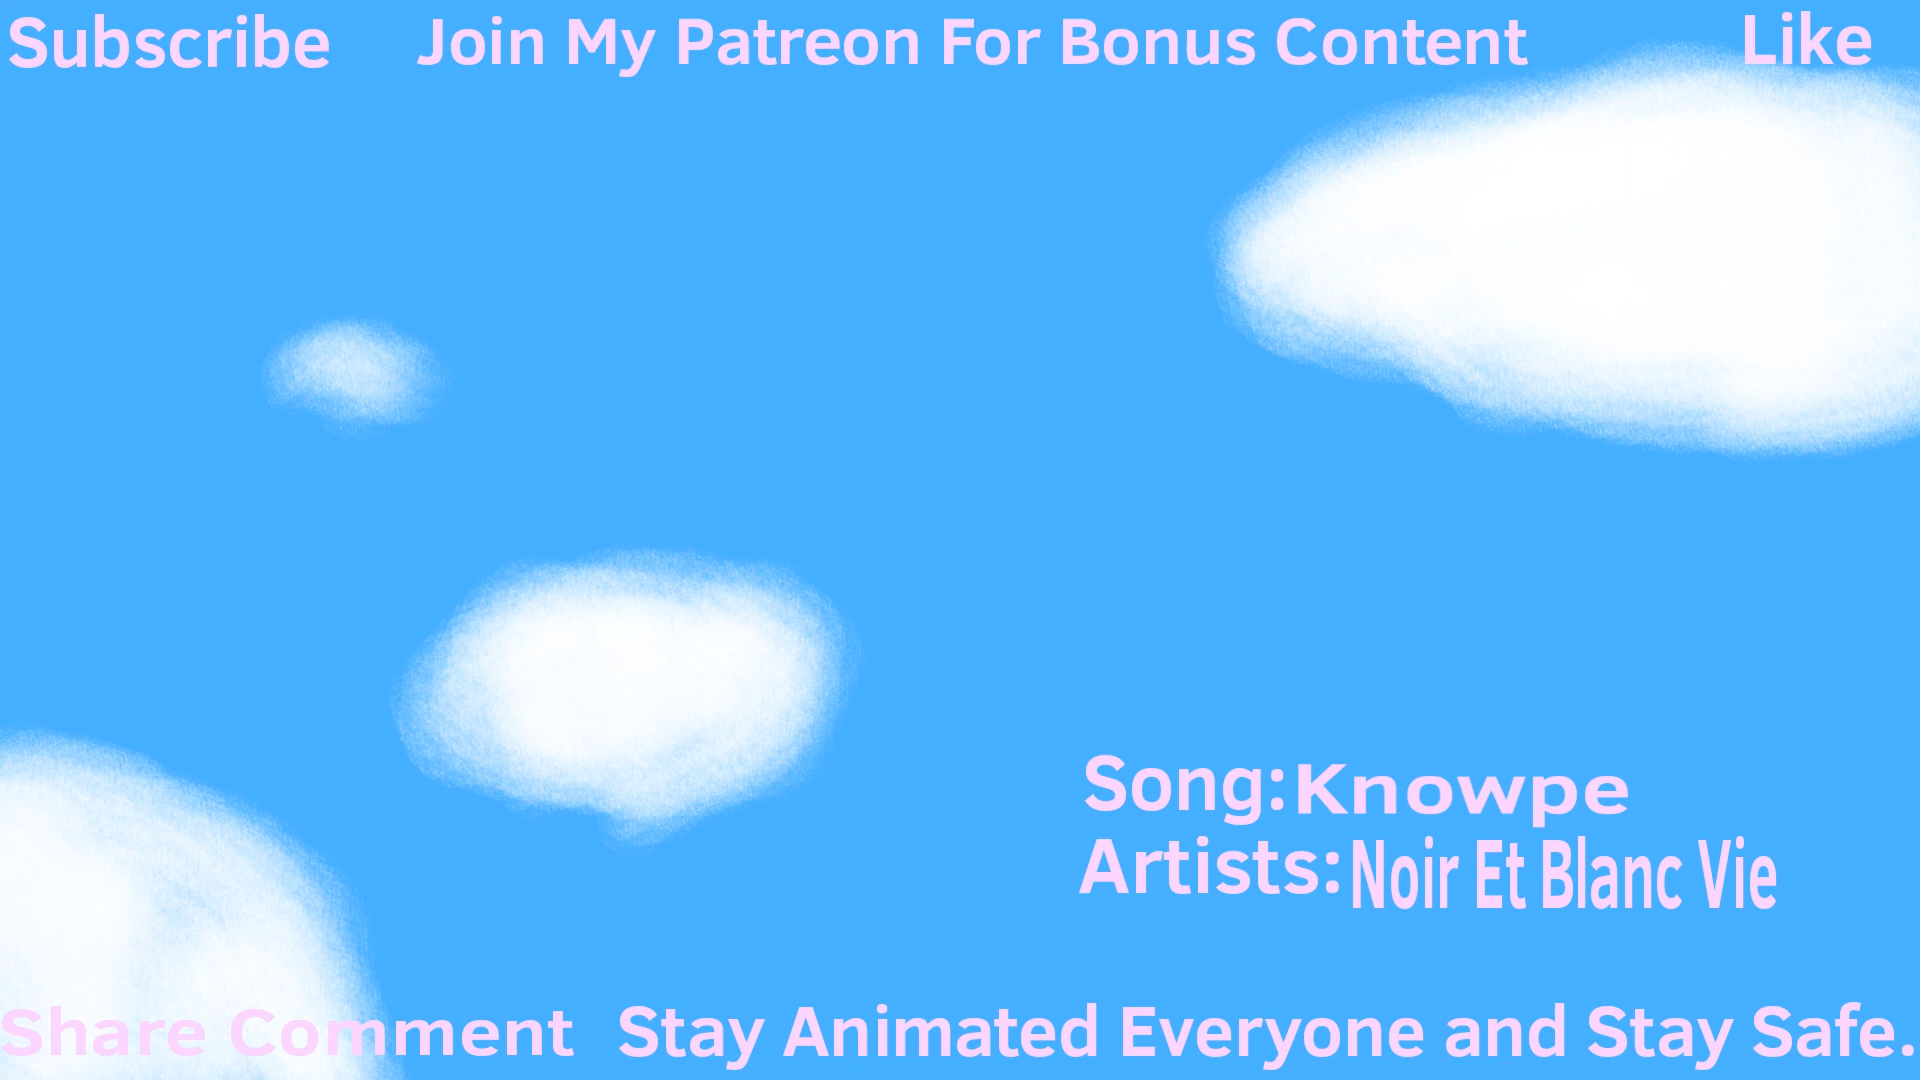 Subscribe Join My Patreon For Bonus Content Like
Song:Knowpe
Artists:Noir Et Blanc Vie
Share Comment Stay Animated Everyone and Stay Safe.